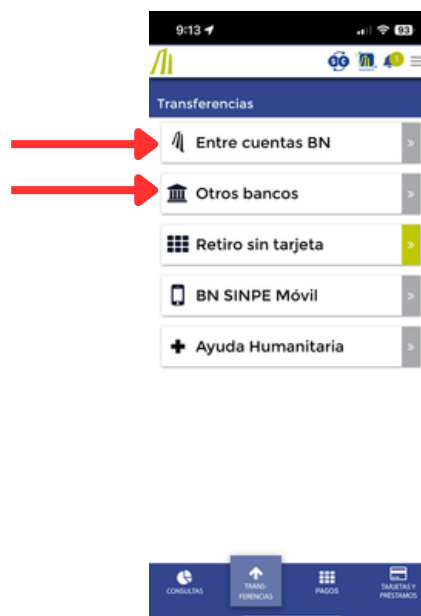 9:13
93
1
Transferencias
Entre cuentas BN
Otros bancos
Retiro sin tarjeta
BN SINPE Móvil
Ayuda Humanitaria
CONSULTAS
TRANS-
FERENCIAS
PAGOS
TARJETAS Y
PRÉSTAMOS